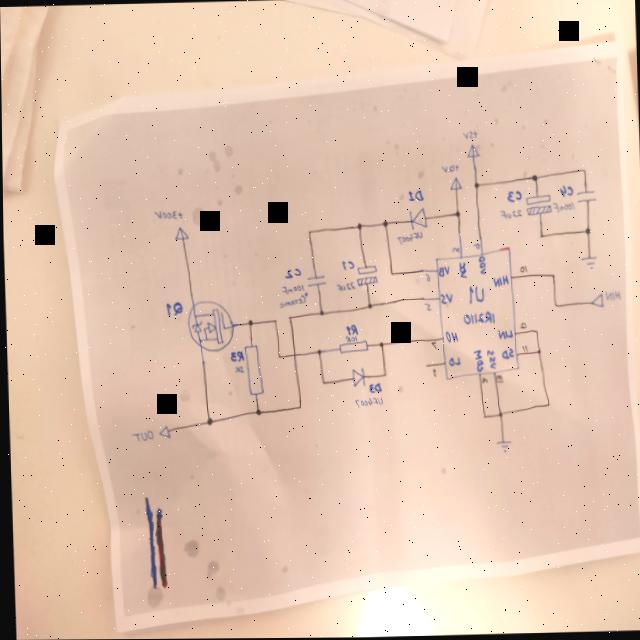 +5V
+12V
C4
100nF
C3
22uF
D2
UF4007
+300V
C2
100nF
ceramic
C1
22uF
VB
VCC
VDD
HIN
HIN
VS
U1
IR2110
Q1
R1
HO
LIN
SD
LO
COM
VSS
R3
1K
D3
UF4007
OUT